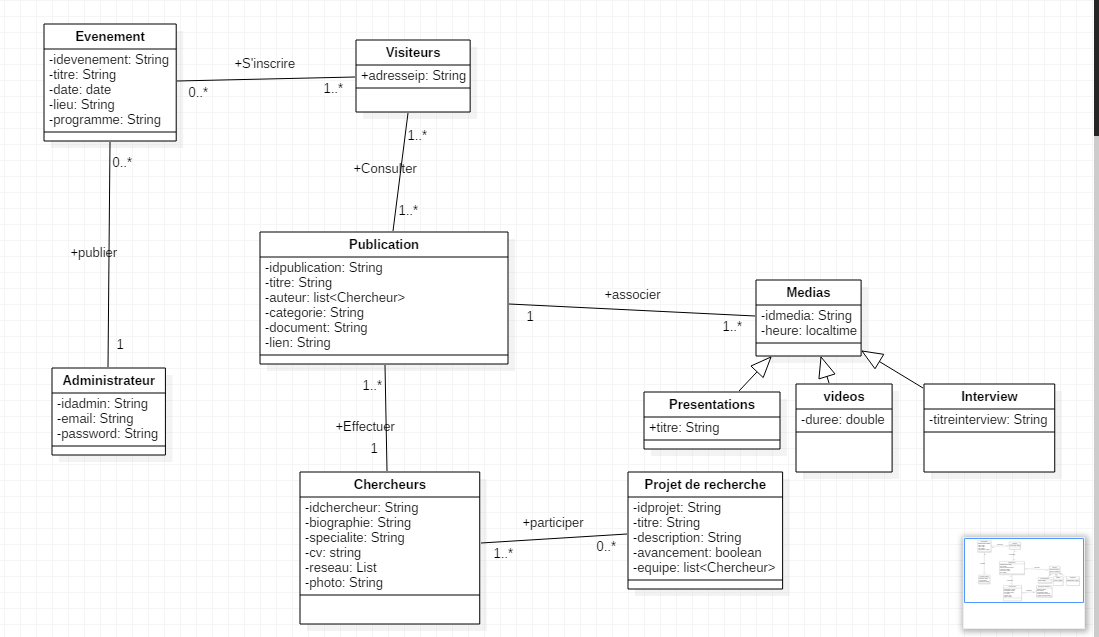 Evenement
-idevenement: String
-titre: String
-date: date
-lieu: String
-programme: String
+S'inscrire
0..*
1..*
Visiteurs
+adresseip: String
1..*
+Consulter
1..*
0..*
+publier
1
Administrateur
-idadmin: String
-email: String
-password: String
Publication
-idpublication: String
-titre: String
-auteur: list<Chercheur>
-categorie: String
-document: String
-lien: String
+associer
1
1..*
Medias
-idmedia: String
-heure: localtime
Presentations
+titre: String
videos
-duree: double
Interview
-titreinterview: String
1..*
+Effectuer
1
Chercheurs
-idchercheur: String
-biographie: String
-specialite: String
-cv: string
-reseau: List
-photo: String
+participer
1..*
0..*
Projet de recherche
-idprojet: String
-titre: String
-description: String
-avancement: boolean
-equipe: list<Chercheur>